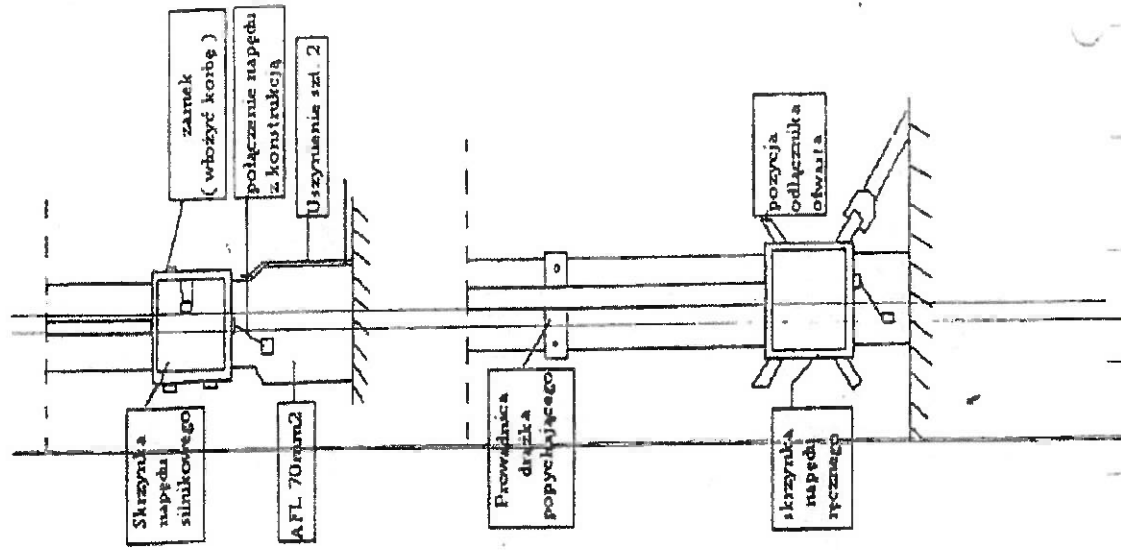 zamek
( włożyć korbę )
połączenie napędu
z konstrukcją
Uszynienie szt. 2
Skrzynka
napędu
silnikowego
AFL 70mm2
pozycja
odłącznika
otwarta
Prowadnica
drążka
popychającego
skrzynka
napędu
ręcznego